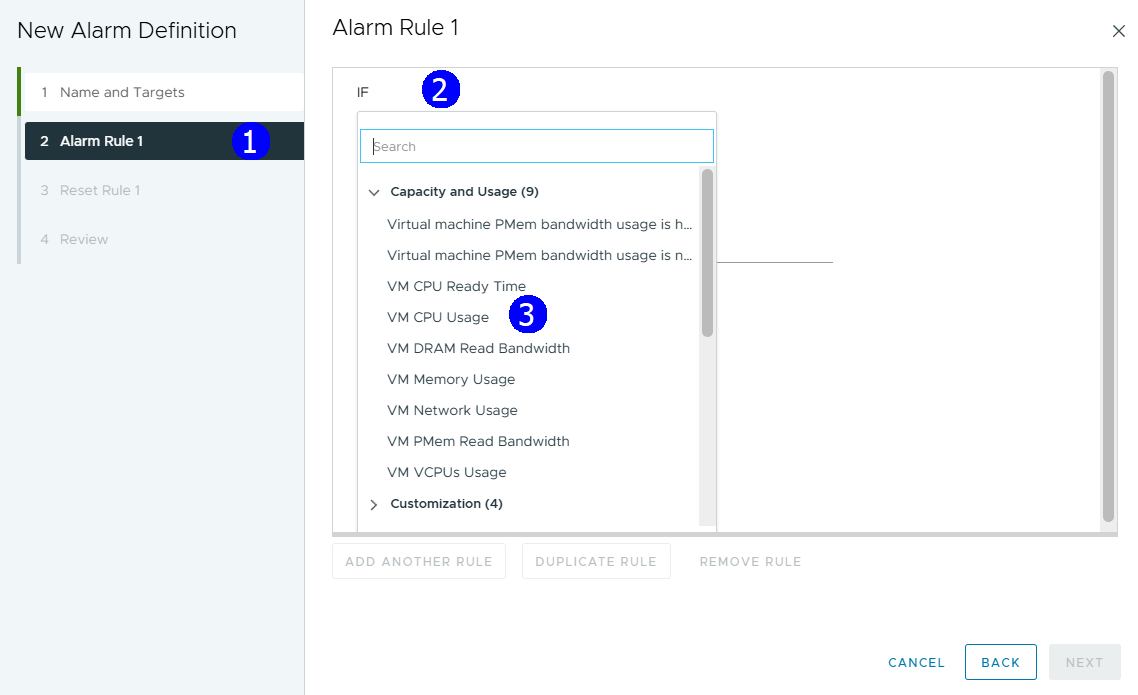 New Alarm Definition
1 Name and Targets
2 Alarm Rule 1
1
3 Reset Rule 1
4 Review
Alarm Rule 1
IF
2
Search
Capacity and Usage (9)
Virtual machine PMem bandwidth usage is h...
Virtual machine PMem bandwidth usage is n...
VM CPU Ready Time
VM CPU Usage
3
VM DRAM Read Bandwidth
VM Memory Usage
VM Network Usage
VM PMem Read Bandwidth
VM VCPUs Usage
Customization (4)
ADD ANOTHER RULE
DUPLICATE RULE
REMOVE RULE
CANCEL
BACK
NEXT